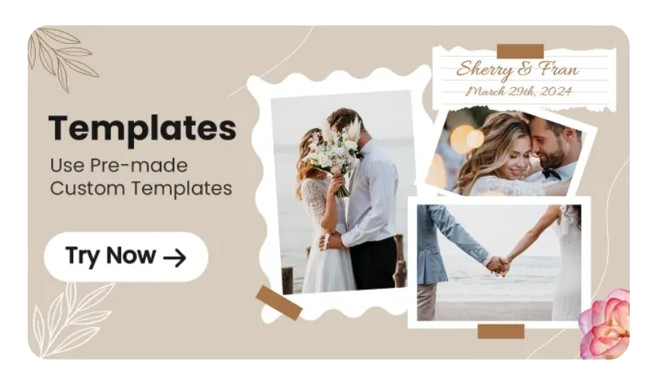 Templates
Use Pre-made
Custom Templates
Try Now →
Sherry & Fran
March 29th, 2024